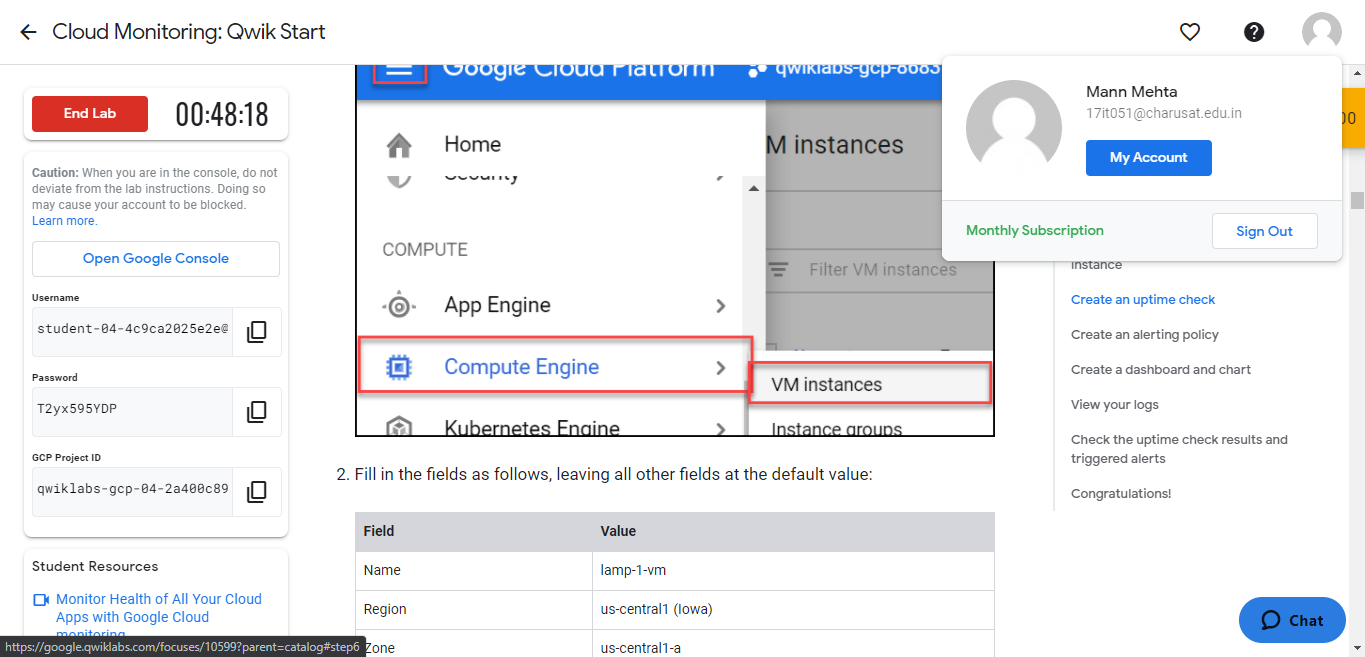 Cloud Monitoring: Qwik Start
End Lab
00:48:18
Caution: When you are in the console, do not
deviate from the lab instructions. Doing so
may cause your account to be blocked.
Learn more.
Open Google Console
Username
student-04-4c9ca2025e2e@
Password
T2yx595YDP
GCP Project ID
qwiklabs-gcp-04-2a400c89
Student Resources
Monitor Health of All Your Cloud
Apps with Google Cloud
monitoring
https://google.qwiklabs.com/focuses/10599?parent=catalog#step6
Google Cloud Platform
qwiklabs-gcp-8683
Home
Security
COMPUTE
App Engine
Compute Engine
Kubernetes Engine
M instances
Filter VM instances
VM instances
Instance groups
2. Fill in the fields as follows, leaving all other fields at the default value:
Field Value
Name lamp-1-vm
Region us-central1 (Iowa)
Zone us-central1-a
Mann Mehta
17it051@charusat.edu.in
My Account
Monthly Subscription
Sign Out
00
instance
Create an uptime check
Create an alerting policy
Create a dashboard and chart
View your logs
Check the uptime check results and
triggered alerts
Congratulations!
Chat